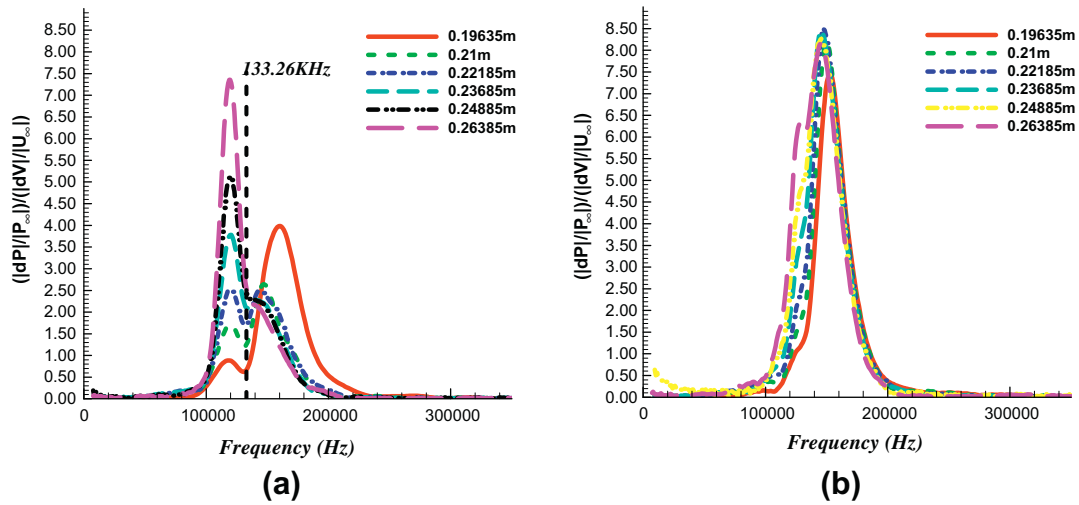 8.50
8.00
7.50
7.00
6.50
6.00
5.50
5.00
4.50
4.00
3.50
3.00
2.50
2.00
1.50
1.00
0.50
0.00
(|dP|/|P∞|)/(|dV|/|U∞|)
0.19635m
0.21m
0.22185m
0.23685m
0.24885m
0.26385m
133.26KHz
0 100000 200000 300000
Frequency (Hz)
(a)
8.50
8.00
7.50
7.00
6.50
6.00
5.50
5.00
4.50
4.00
3.50
3.00
2.50
2.00
1.50
1.00
0.50
0.00
(|dP|/|P∞|)/(|dV|/|U∞|)
0.19635m
0.21m
0.22185m
0.23685m
0.24885m
0.26385m
0 100000 200000 300000
Frequency (Hz)
(b)